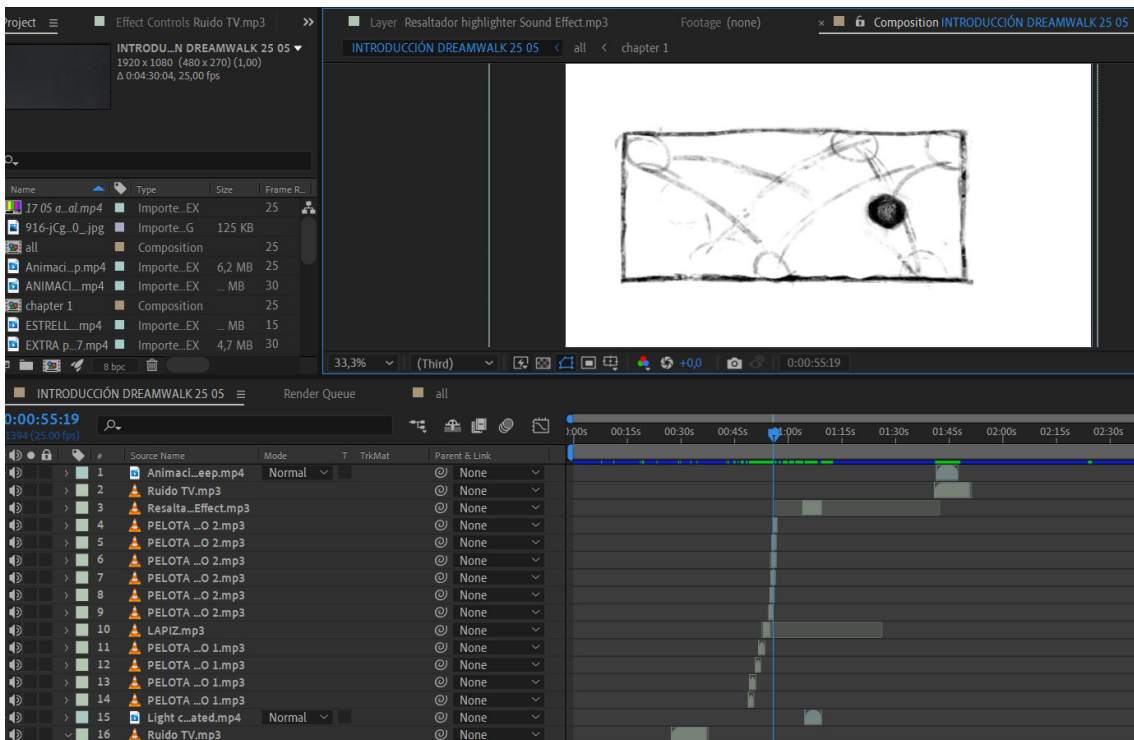 Project
Effect Controls Ruido TV.mp3
Layer Resaltador highlighter Sound Effect.mp3
Footage (none)
Composition INTRODUCCIÓN DREAMWALK 25 05
INTRODU...N DREAMWALK 25 05
1920 x 1080 (480 x 270) (1,00)
Δ 0:04:30:04, 25,00 fps
INTRODUCCIÓN DREAMWALK 25 05 < all < chapter 1
Name Type Size Frame R...
17 05 a...al.mp4 Importe...EX 25
916-jCg...0_.jpg Importe...G 125 KB
all Composition 25
Animaci...p.mp4 Importe...EX 6,2 MB 25
ANIMACI....mp4 Importe...EX ... MB 30
chapter 1 Composition 25
ESTRELL....mp4 Importe...EX ... MB 15
EXTRA p...7.mp4 Importe...EX 4,7 MB 30
8 bpc
33,3% (Third) +0,0 0:00:55:19
INTRODUCCIÓN DREAMWALK 25 05 Render Queue all
0:00:55:19
1394 (25.00 fps)
):00s 00:15s 00:30s 00:45s 1:00s 01:15s 01:30s 01:45s 02:00s 02:15s 02:30s
# Source Name Mode T TrkMat Parent & Link
1 Animaci...eep.mp4 Normal None
2 Ruido TV.mp3 None
3 Resalta...Effect.mp3 None
4 PELOTA ...O 2.mp3 None
5 PELOTA ...O 2.mp3 None
6 PELOTA ...O 2.mp3 None
7 PELOTA ...O 2.mp3 None
8 PELOTA ...O 2.mp3 None
9 PELOTA ...O 2.mp3 None
10 LAPIZ.mp3 None
11 PELOTA ...O 1.mp3 None
12 PELOTA ...O 1.mp3 None
13 PELOTA ...O 1.mp3 None
14 PELOTA ...O 1.mp3 None
15 Light c...ated.mp4 Normal None
16 Ruido TV.mp3 None